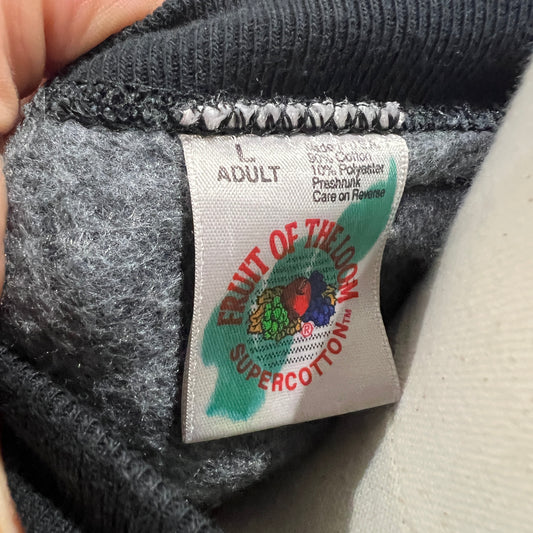 L
ADULT
Made in U.S.A.
90% Cotton
10% Polyester
Preshrunk
Care on Reverse
FRUIT OF THE LOOM
®
SUPERCOTTON™